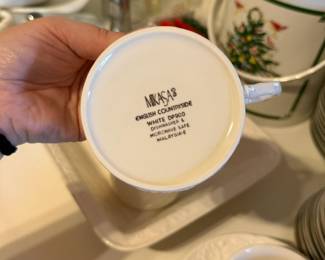 MIKASA®
ENGLISH COUNTRYSIDE
WHITE DP900
DISHWASHER &
MICROWAVE SAFE
MALAYSIA-E